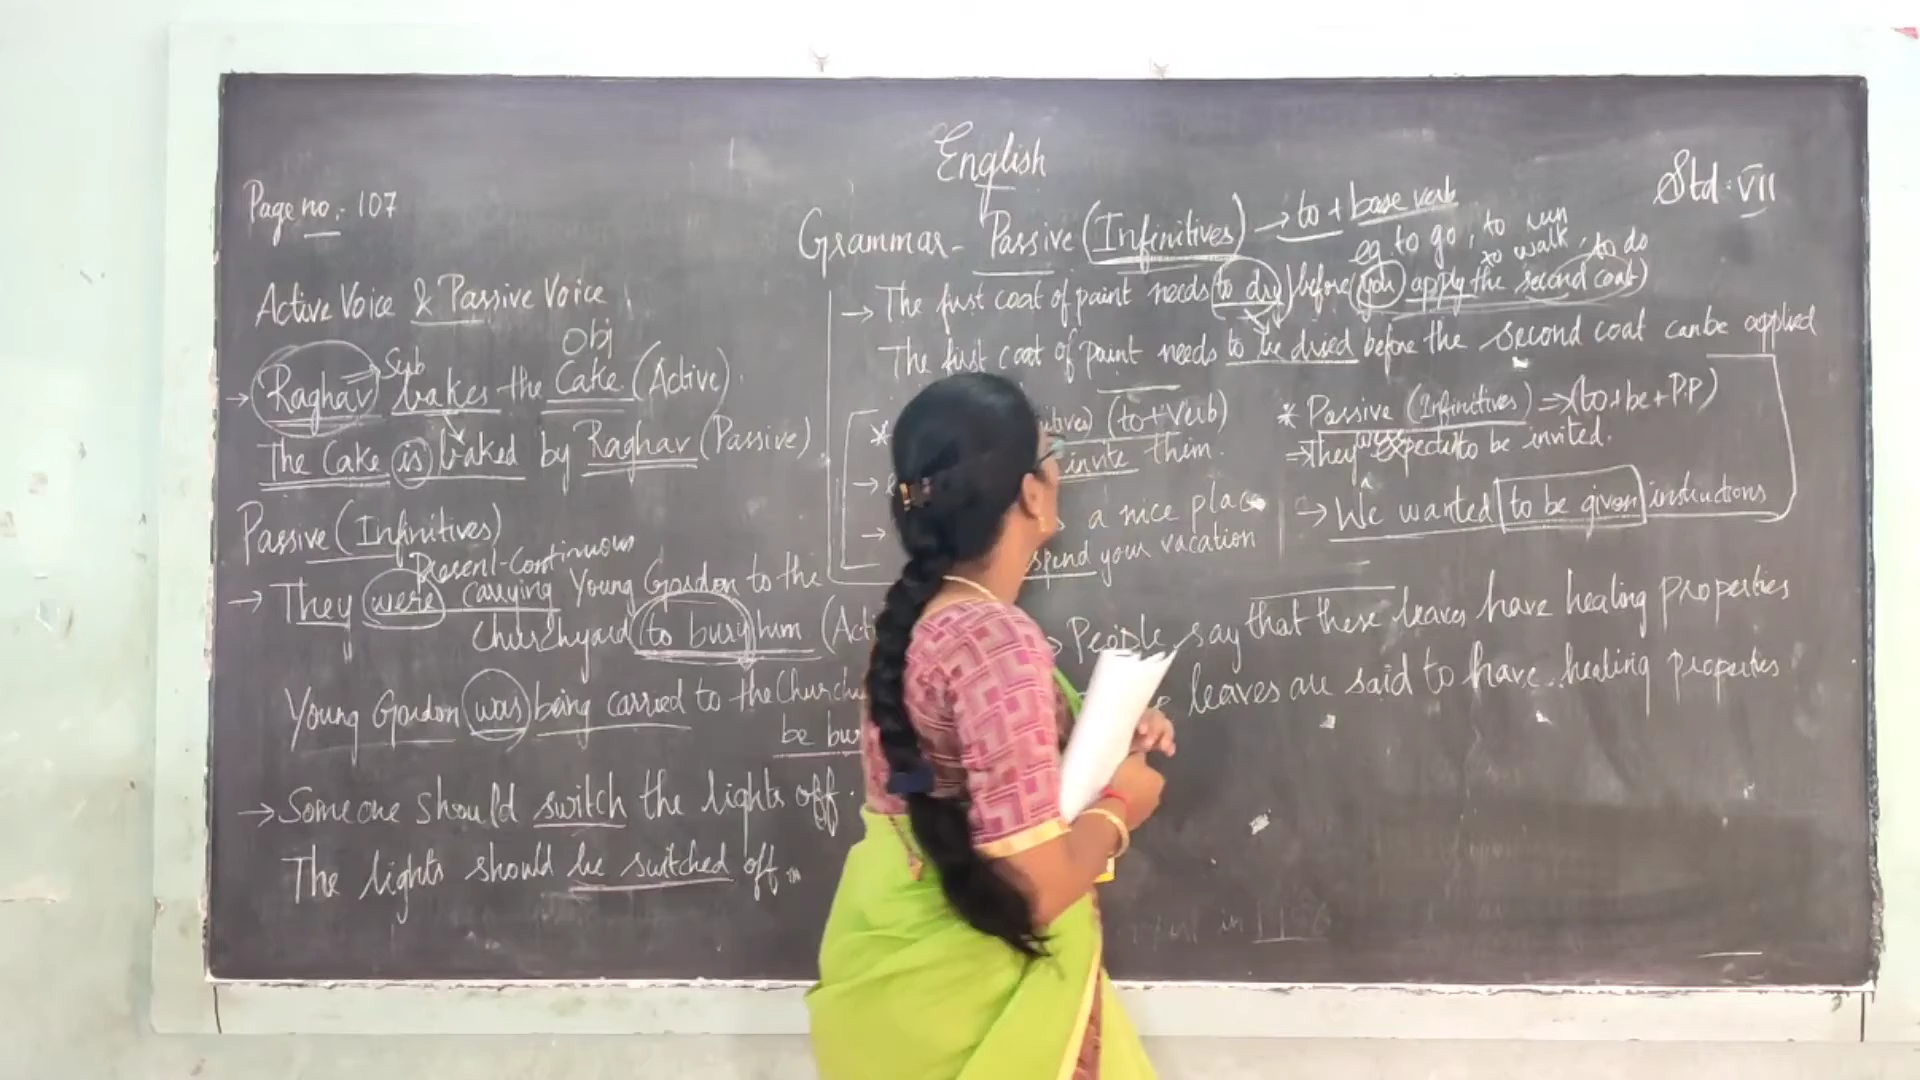 English
Std: VII
Page no:- 107
Grammar - Passive (Infinitives) → to + base verb
eg. to go, to run
to walk, to do
Active Voice & Passive Voice
Obj
Sub
→ Raghav bakes the Cake (Active).
The Cake is baked by Raghav (Passive)
Passive (Infinitives)
Present-Continuous
→ They were carrying Young Gordon to the
Churchyard to bury him (Act
Young Gordon was being carried to the Churchy
be bur
→ Someone should switch the lights off.
The lights should be switched off.
→ The first coat of paint needs to dry before you apply the second coat)
The first coat of paint needs to be dried before the second coat can be applied
* (to + Verb)
→ invite them.
→ a nice place
spend your vacation
* Passive (Infinitives) ⇒ (to + be + P.P)
⇒ They were expected to be invited.
→ We wanted to be given instructions
People say that these leaves have healing properties
leaves are said to have healing properties
in 1156